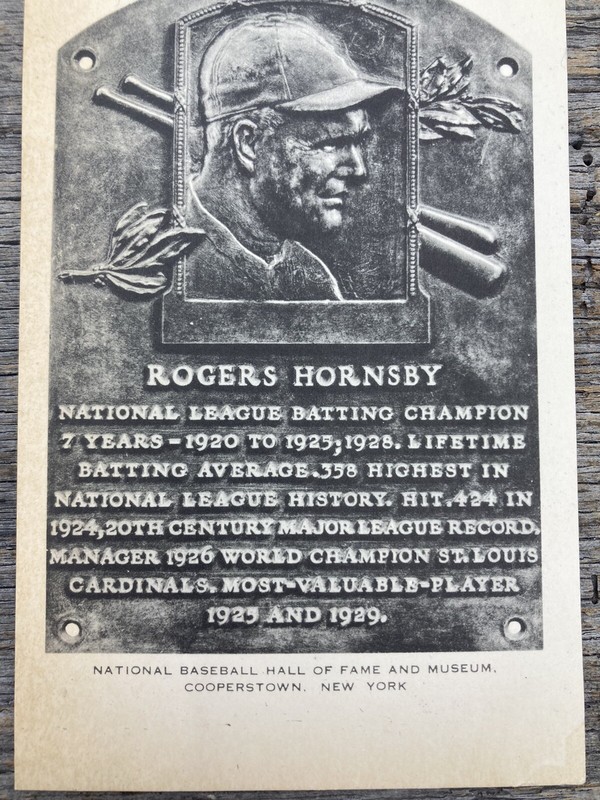 ROGERS HORNSBY
NATIONAL LEAGUE BATTING CHAMPION
7 YEARS-1920 TO 1925;1928. LIFETIME
BATTING AVERAGE.358 HIGHEST IN
NATIONAL LEAGUE HISTORY. HIT.424 IN
1924,20TH CENTURY MAJOR LEAGUE RECORD.
MANAGER 1926 WORLD CHAMPION ST.LOUIS
CARDINALS. MOST-VALUABLE-PLAYER
1925 AND 1929.
NATIONAL BASEBALL HALL OF FAME AND MUSEUM.
COOPERSTOWN. NEW YORK